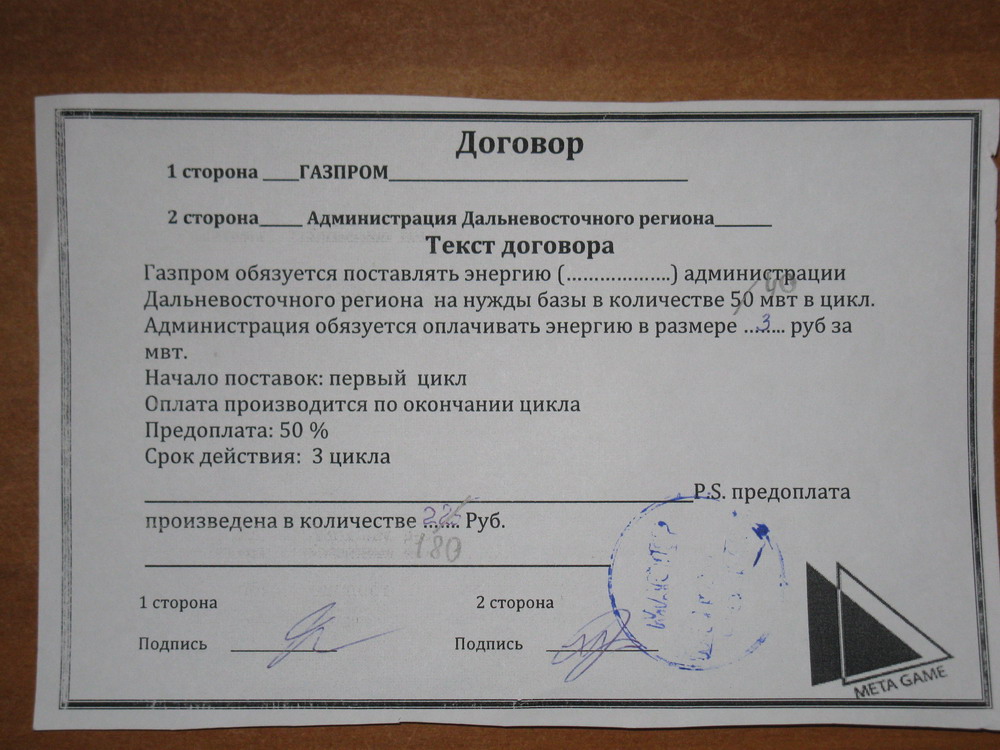 Договор
1 сторона ____ГАЗПРОМ______________________________
2 сторона_____ Администрация Дальневосточного региона______
Текст договора
Газпром обязуется поставлять энергию (...................) администрации
40
Дальневосточного региона на нужды базы в количестве 50 мвт в цикл.
Администрация обязуется оплачивать энергию в размере ...3..... руб за
мвт.
Начало поставок: первый цикл
Оплата производится по окончании цикла
Предоплата: 50 %
Срок действия: 3 цикла
P.S. предоплата
произведена в количестве ....... Руб.
180
1 сторона
2 сторона
Подпись
Подпись
META GAME